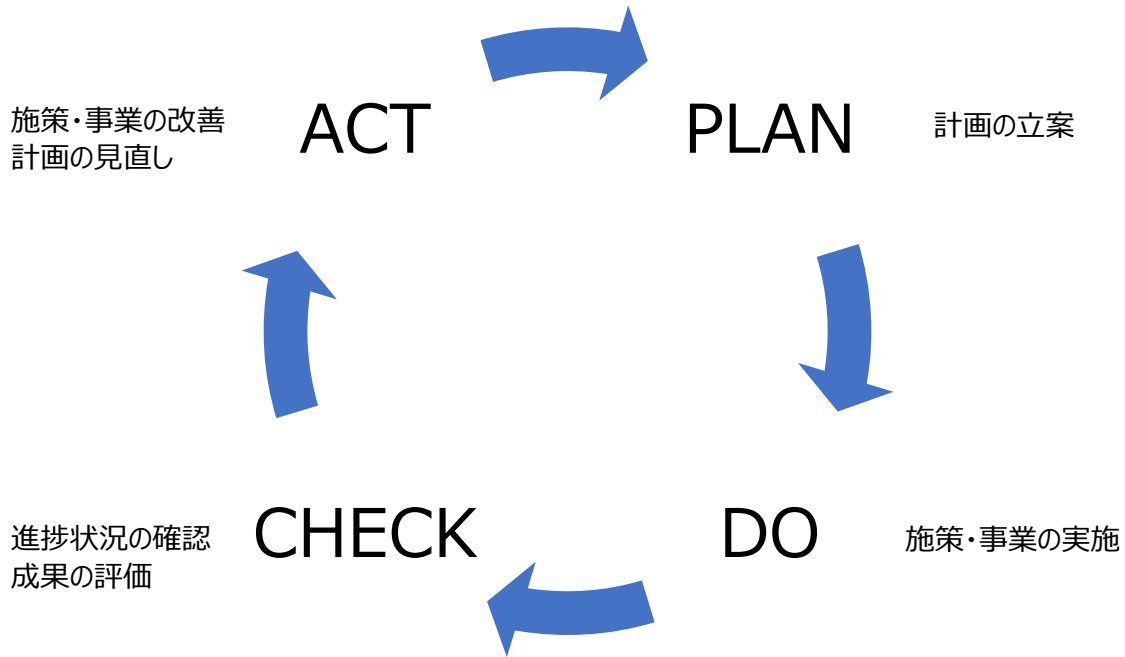 施策・事業の改善
計画の見直し
ACT
PLAN
計画の立案
進捗状況の確認
成果の評価
CHECK
DO
施策・事業の実施